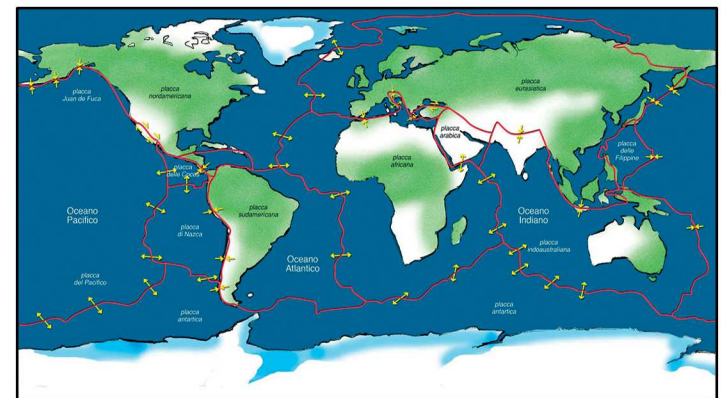 placca
Juan de Fuca
placca
nordamericana
placca
eurasiatica
placca
arabica
placca
delle
Filippine
placca
africana
placca
delle Cocos
Oceano
Pacifico
placca
sudamericana
placca
di Nazca
Oceano
Indiano
placca
indoaustraliana
Oceano
Atlantico
placca
del Pacifico
placca
antartica
placca
antartica